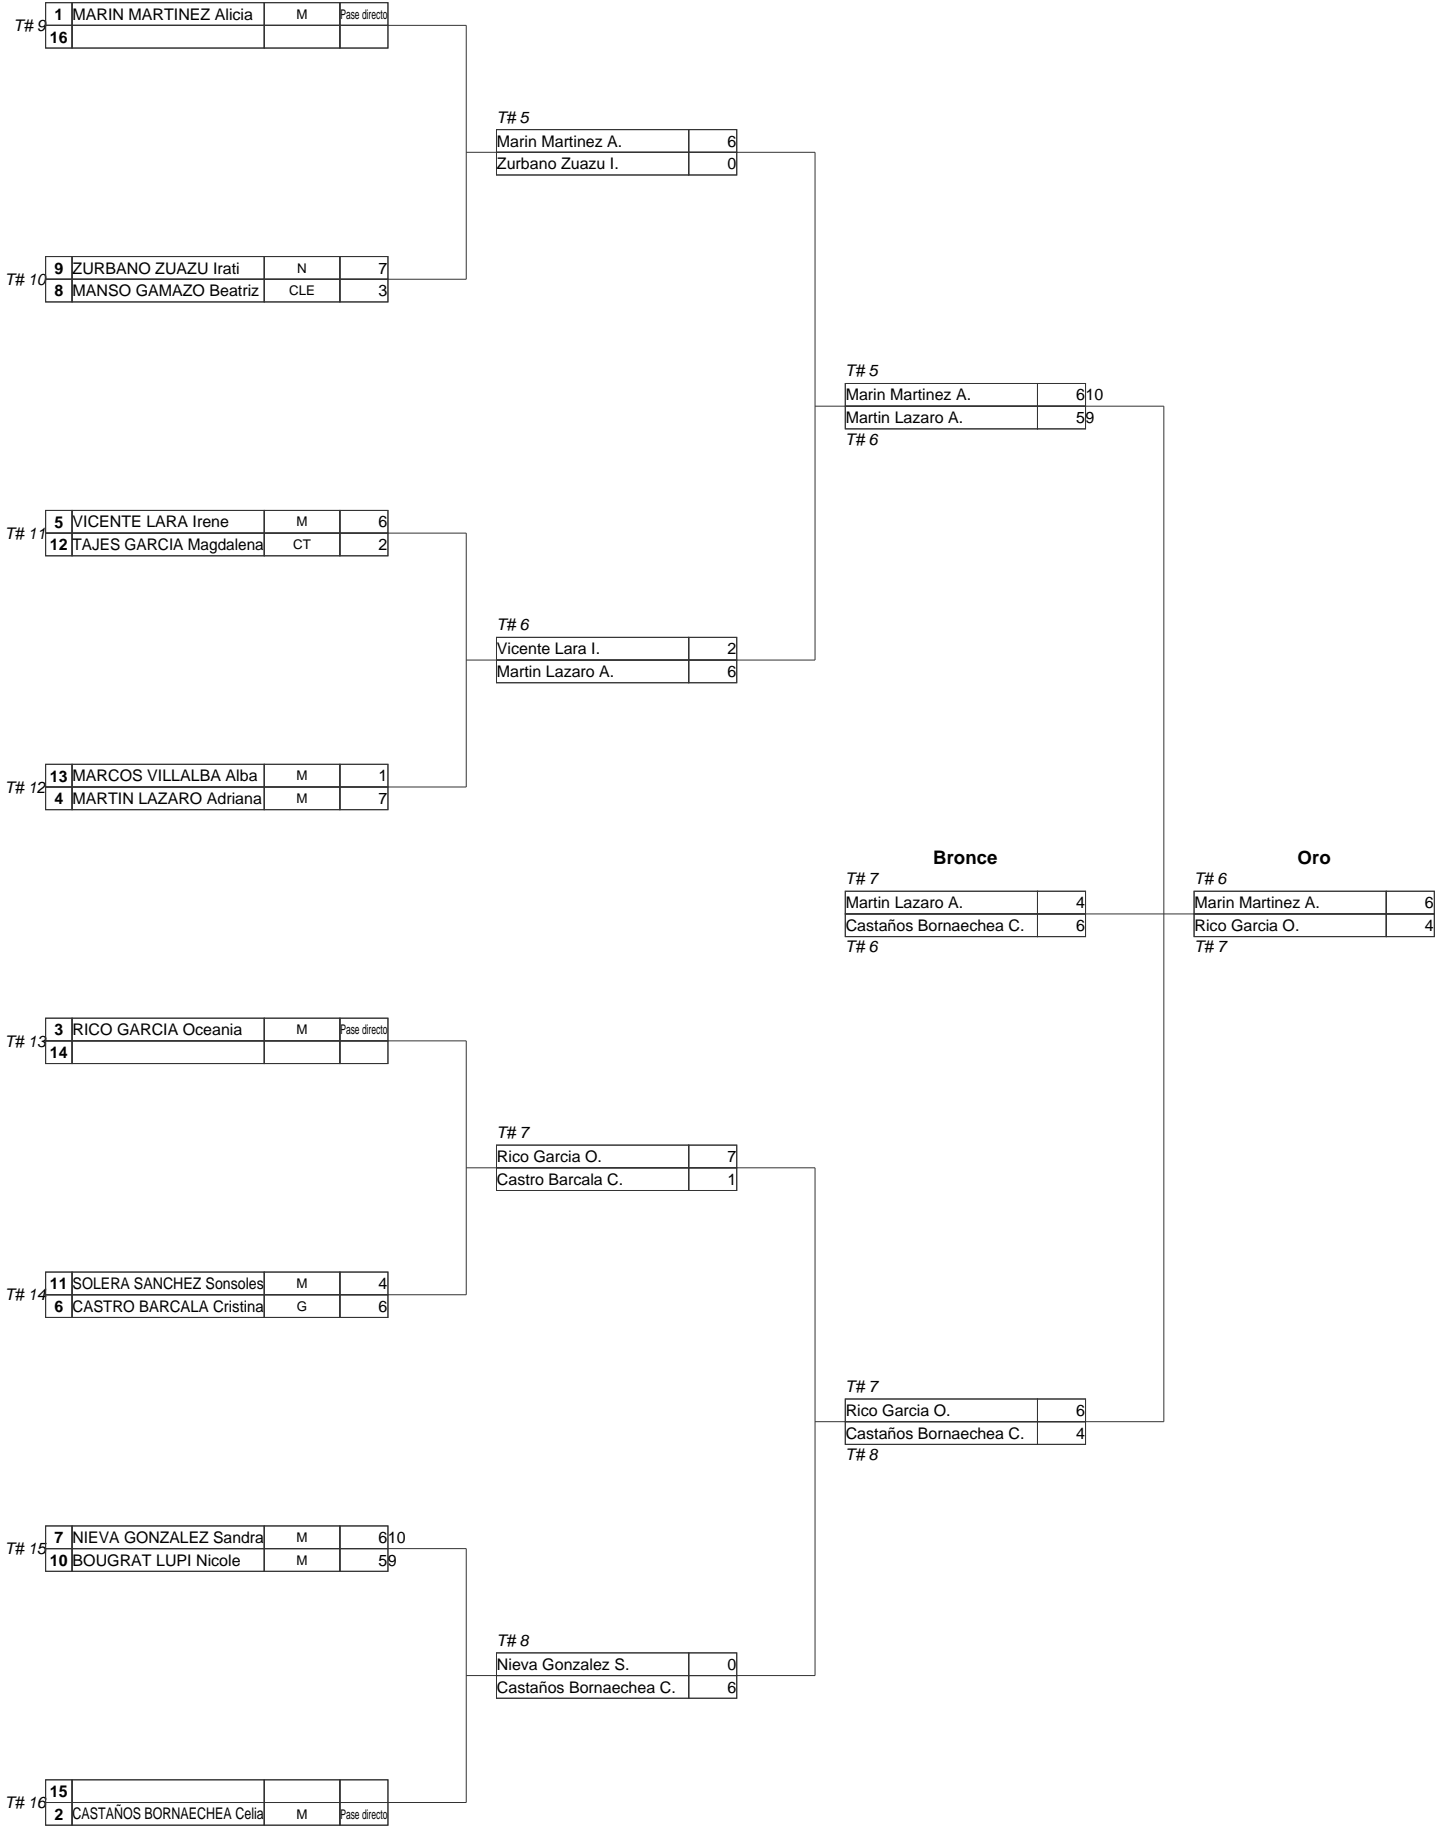 T# 9
1 MARIN MARTINEZ Alicia M Pase directo
16
T# 5
Marin Martinez A. 6
Zurbano Zuazu I. 0
T# 10
9 ZURBANO ZUAZU Irati N 7
8 MANSO GAMAZO Beatriz CLE 3
T# 5
Marin Martinez A. 6 10
Martin Lazaro A. 5 9
T# 6
T# 11
5 VICENTE LARA Irene M 6
12 TAJES GARCIA Magdalena CT 2
T# 6
Vicente Lara I. 2
Martin Lazaro A. 6
T# 12
13 MARCOS VILLALBA Alba M 1
4 MARTIN LAZARO Adriana M 7
Bronce
T# 7
Martin Lazaro A. 4
Castaños Bornaechea C. 6
T# 6
Oro
T# 6
Marin Martinez A. 6
Rico Garcia O. 4
T# 7
T# 13
3 RICO GARCIA Oceania M Pase directo
14
T# 7
Rico Garcia O. 7
Castro Barcala C. 1
T# 14
11 SOLERA SANCHEZ Sonsoles M 4
6 CASTRO BARCALA Cristina G 6
T# 7
Rico Garcia O. 6
Castaños Bornaechea C. 4
T# 8
T# 15
7 NIEVA GONZALEZ Sandra M 6 10
10 BOUGRAT LUPI Nicole M 5 9
T# 8
Nieva Gonzalez S. 0
Castaños Bornaechea C. 6
T# 16
15
2 CASTAÑOS BORNAECHEA Celia M Pase directo